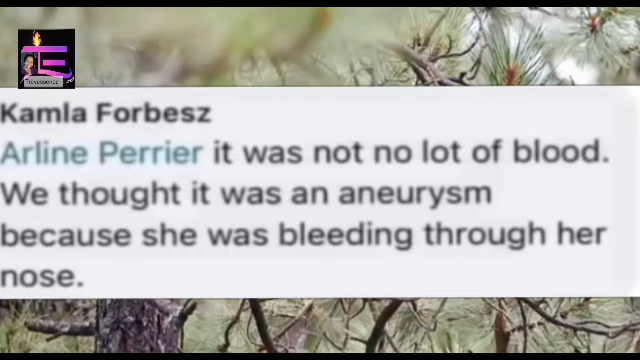 Kamla Forbesz
Arline Perrier it was not no lot of blood.
We thought it was an aneurysm
because she was bleeding through her
nose.